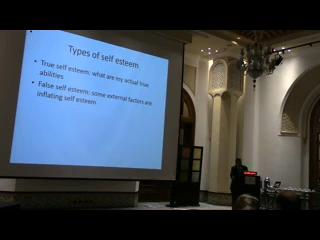 Types of self esteem
• True self esteem: what are my actual true
abilities
• False self esteem: some external factors are
inflating self esteem